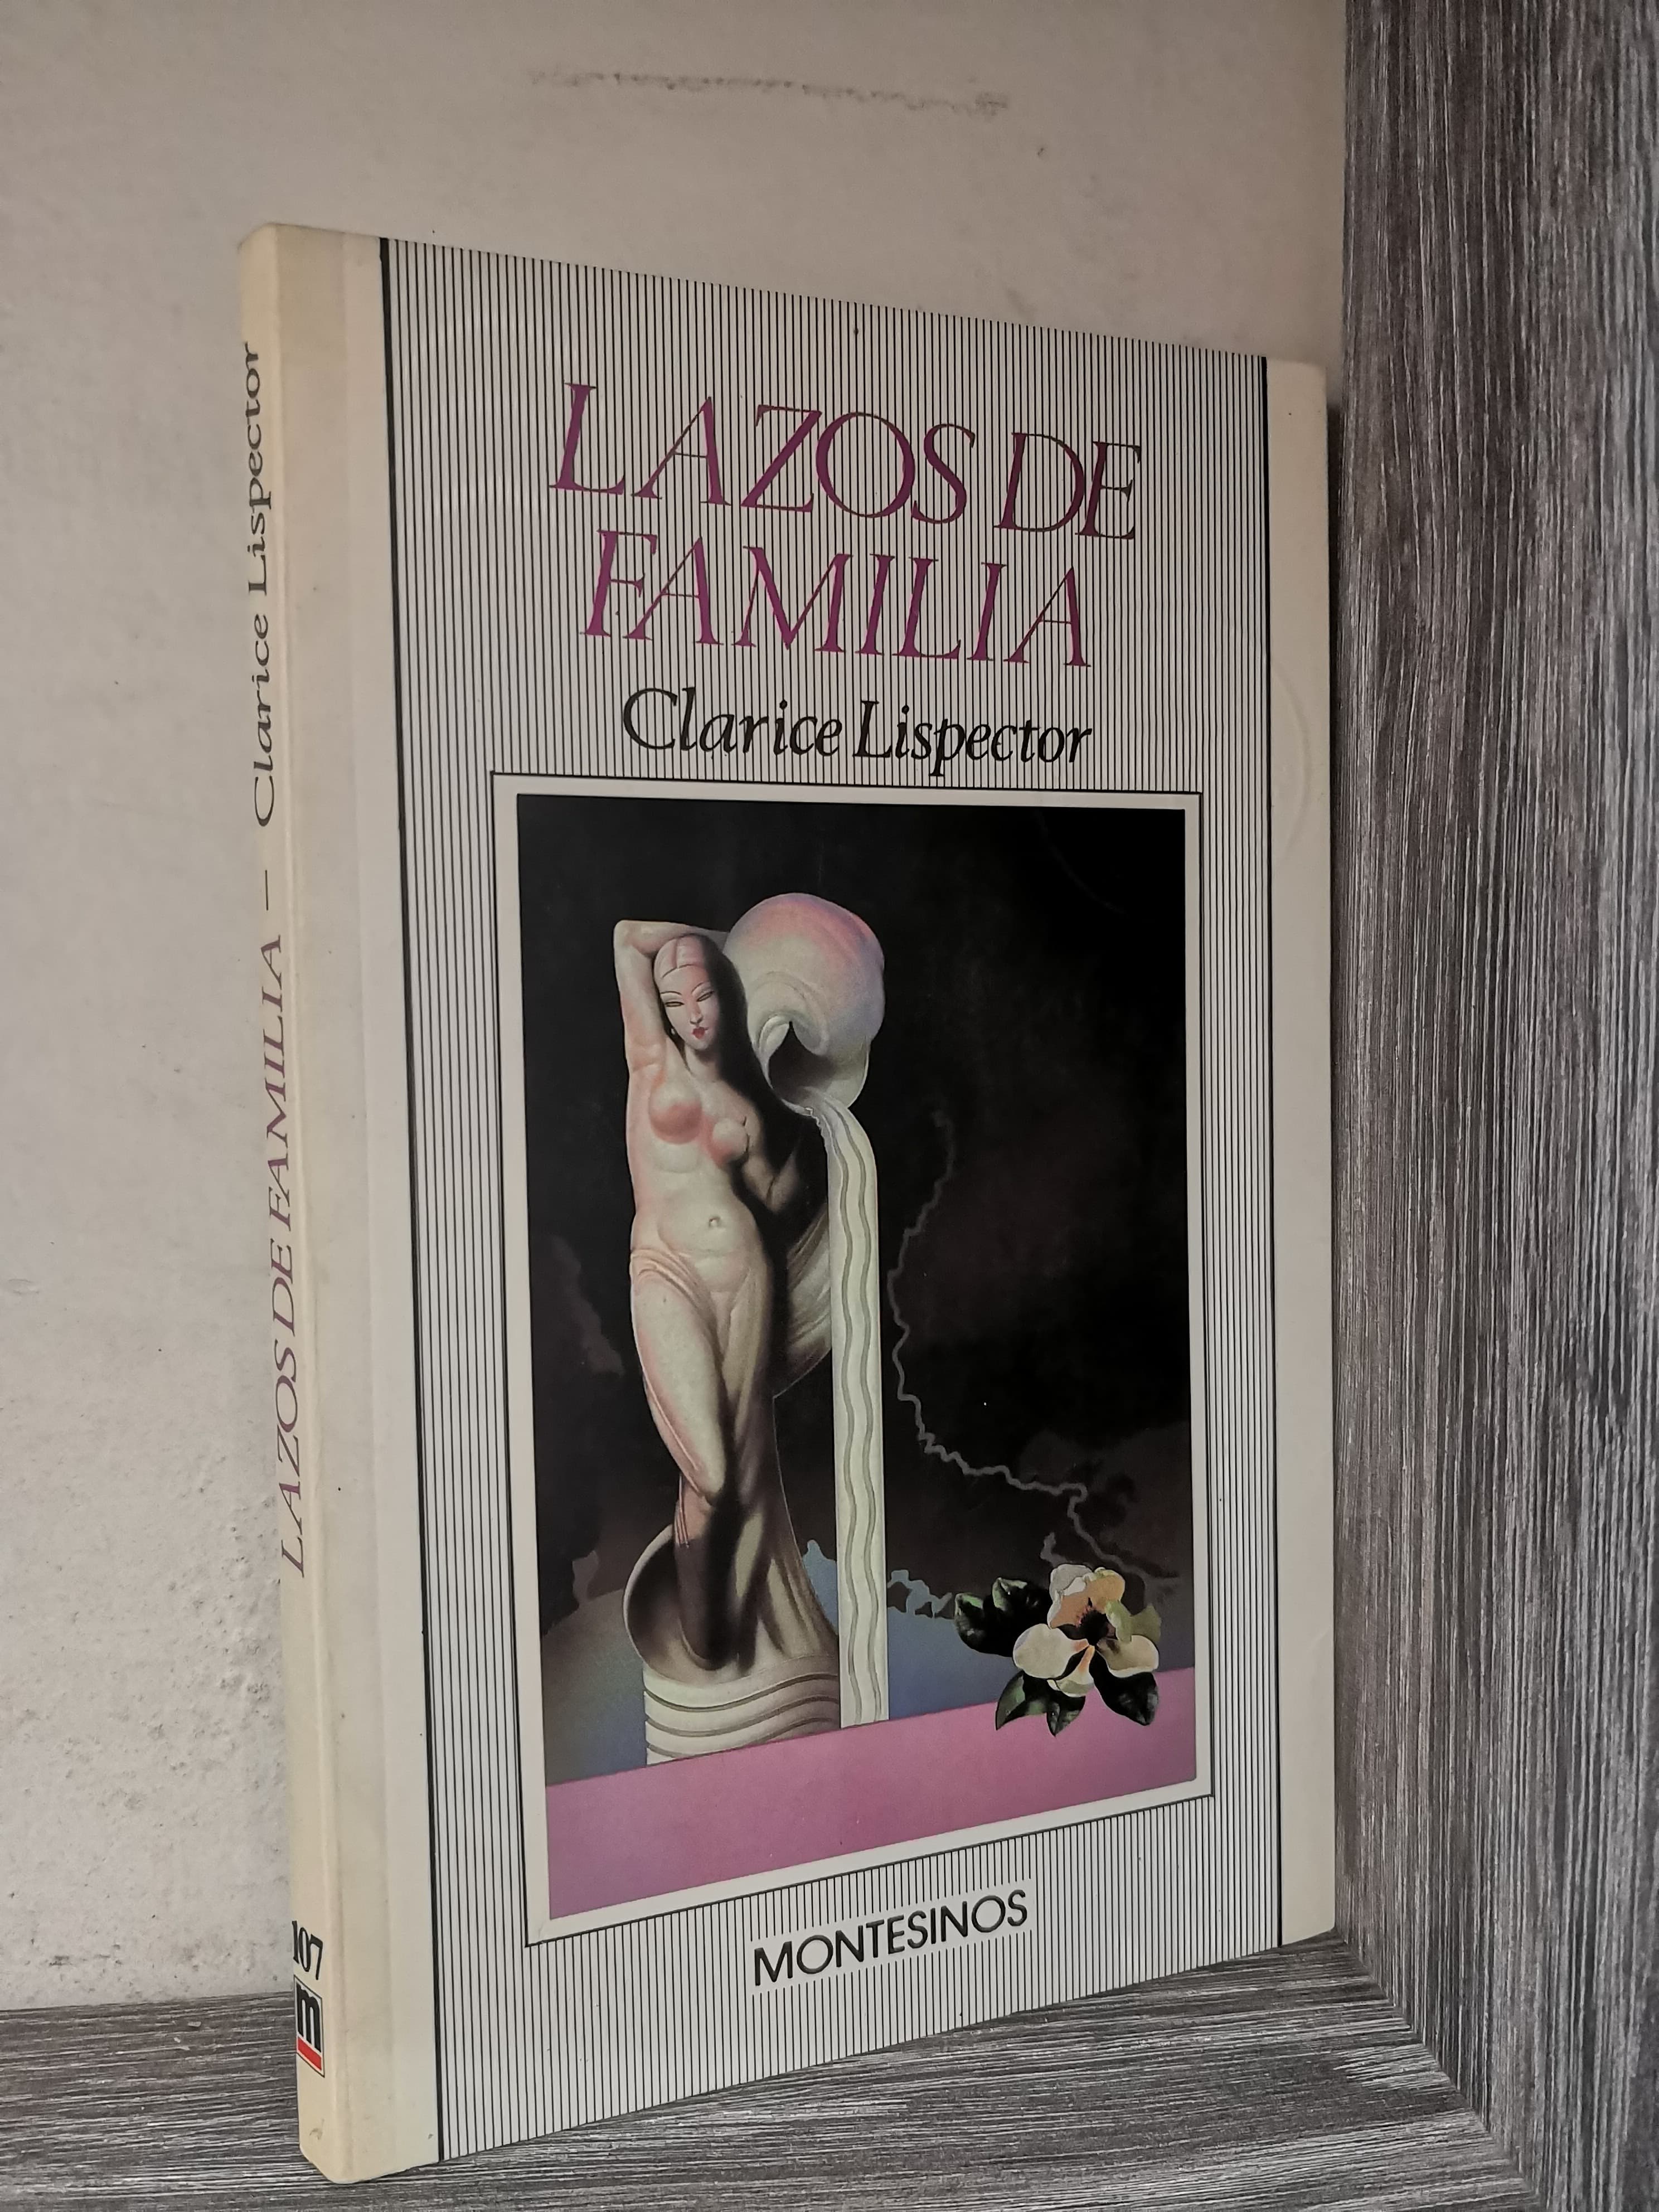 LAZOS DE FAMILIA – Clarice Lispector
107
m
LAZOS DE
FAMILIA
Clarice Lispector
MONTESINOS